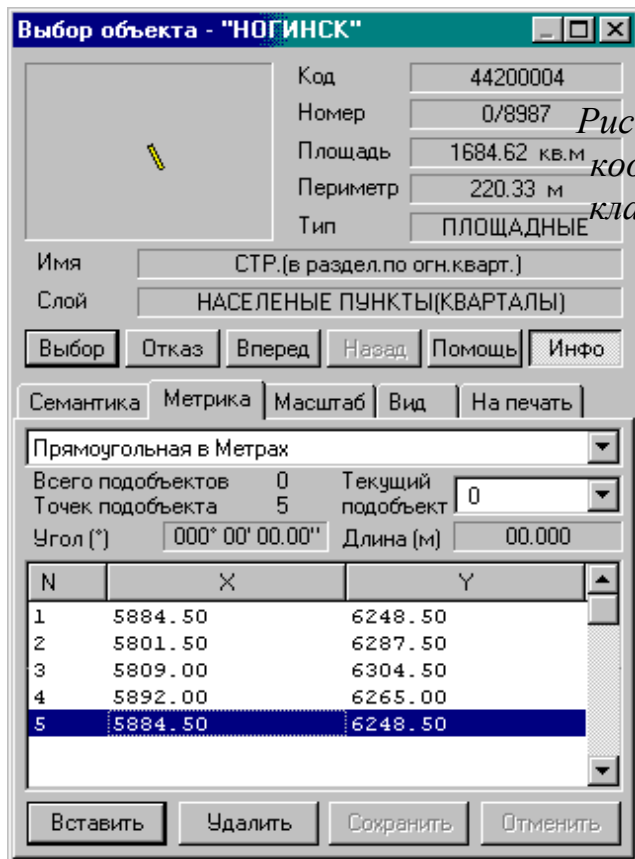 Выбор объекта - "НОГИНСК"
Код 44200004
Номер 0/8987
Площадь 1684.62 кв.м
Периметр 220.33 м
Тип ПЛОЩАДНЫЕ
Рис
коо
кла
Имя СТР.(в раздел.по огн.кварт.)
Слой НАСЕЛЕНЫЕ ПУНКТЫ(КВАРТАЛЫ)
Выбор Отказ Вперед Назад Помощь Инфо
Семантика Метрика Масштаб Вид На печать
Прямоугольная в Метрах
Всего подобъектов 0 Текущий
Точек подобъекта 5 подобъект 0
Угол (°) 000° 00' 00.00'' Длина (м) 00.000
N X Y
1 5884.50 6248.50
2 5801.50 6287.50
3 5809.00 6304.50
4 5892.00 6265.00
5 5884.50 6248.50
Вставить Удалить Сохранить Отменить